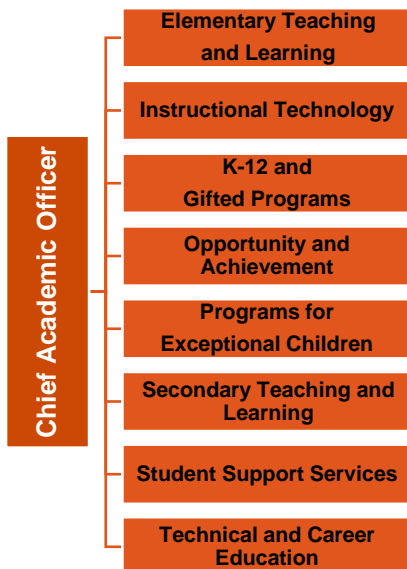 Chief Academic Officer
Elementary Teaching
and Learning
Instructional Technology
K-12 and
Gifted Programs
Opportunity and
Achievement
Programs for
Exceptional Children
Secondary Teaching and
Learning
Student Support Services
Technical and Career
Education